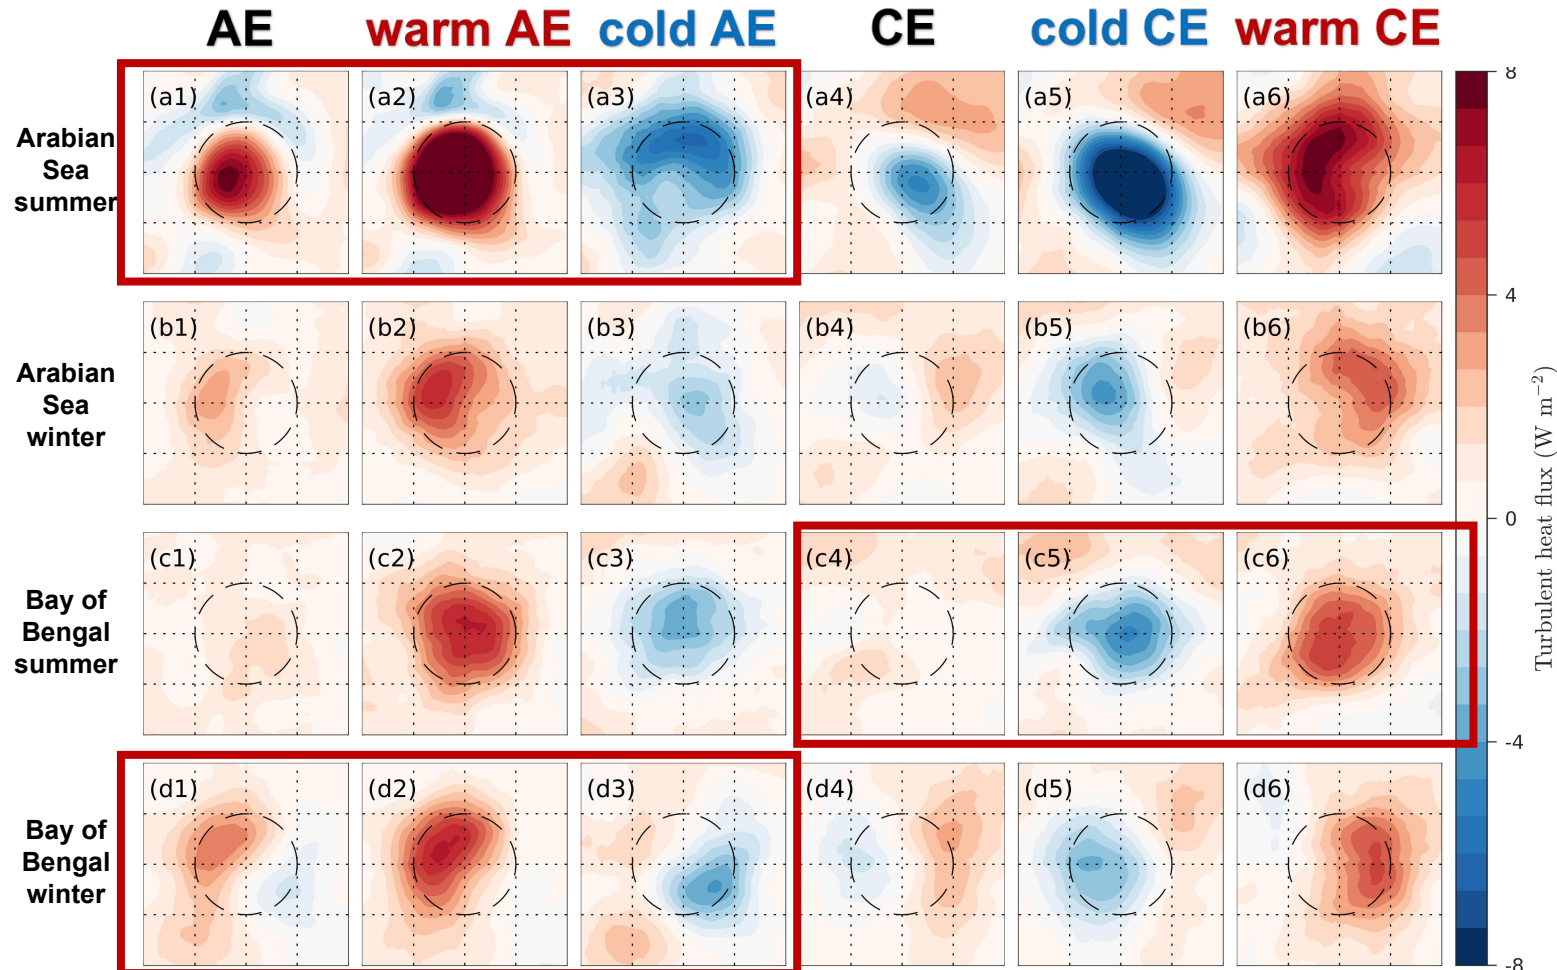 AE warm AE cold AE CE cold CE warm CE
Arabian
Sea
summer
(a1) (a2) (a3) (a4) (a5) (a6)
Arabian
Sea
winter
(b1) (b2) (b3) (b4) (b5) (b6)
Bay of
Bengal
summer
(c1) (c2) (c3) (c4) (c5) (c6)
Bay of
Bengal
winter
(d1) (d2) (d3) (d4) (d5) (d6)
8
4
0
-4
-8
Turbulent heat flux (W m⁻²)